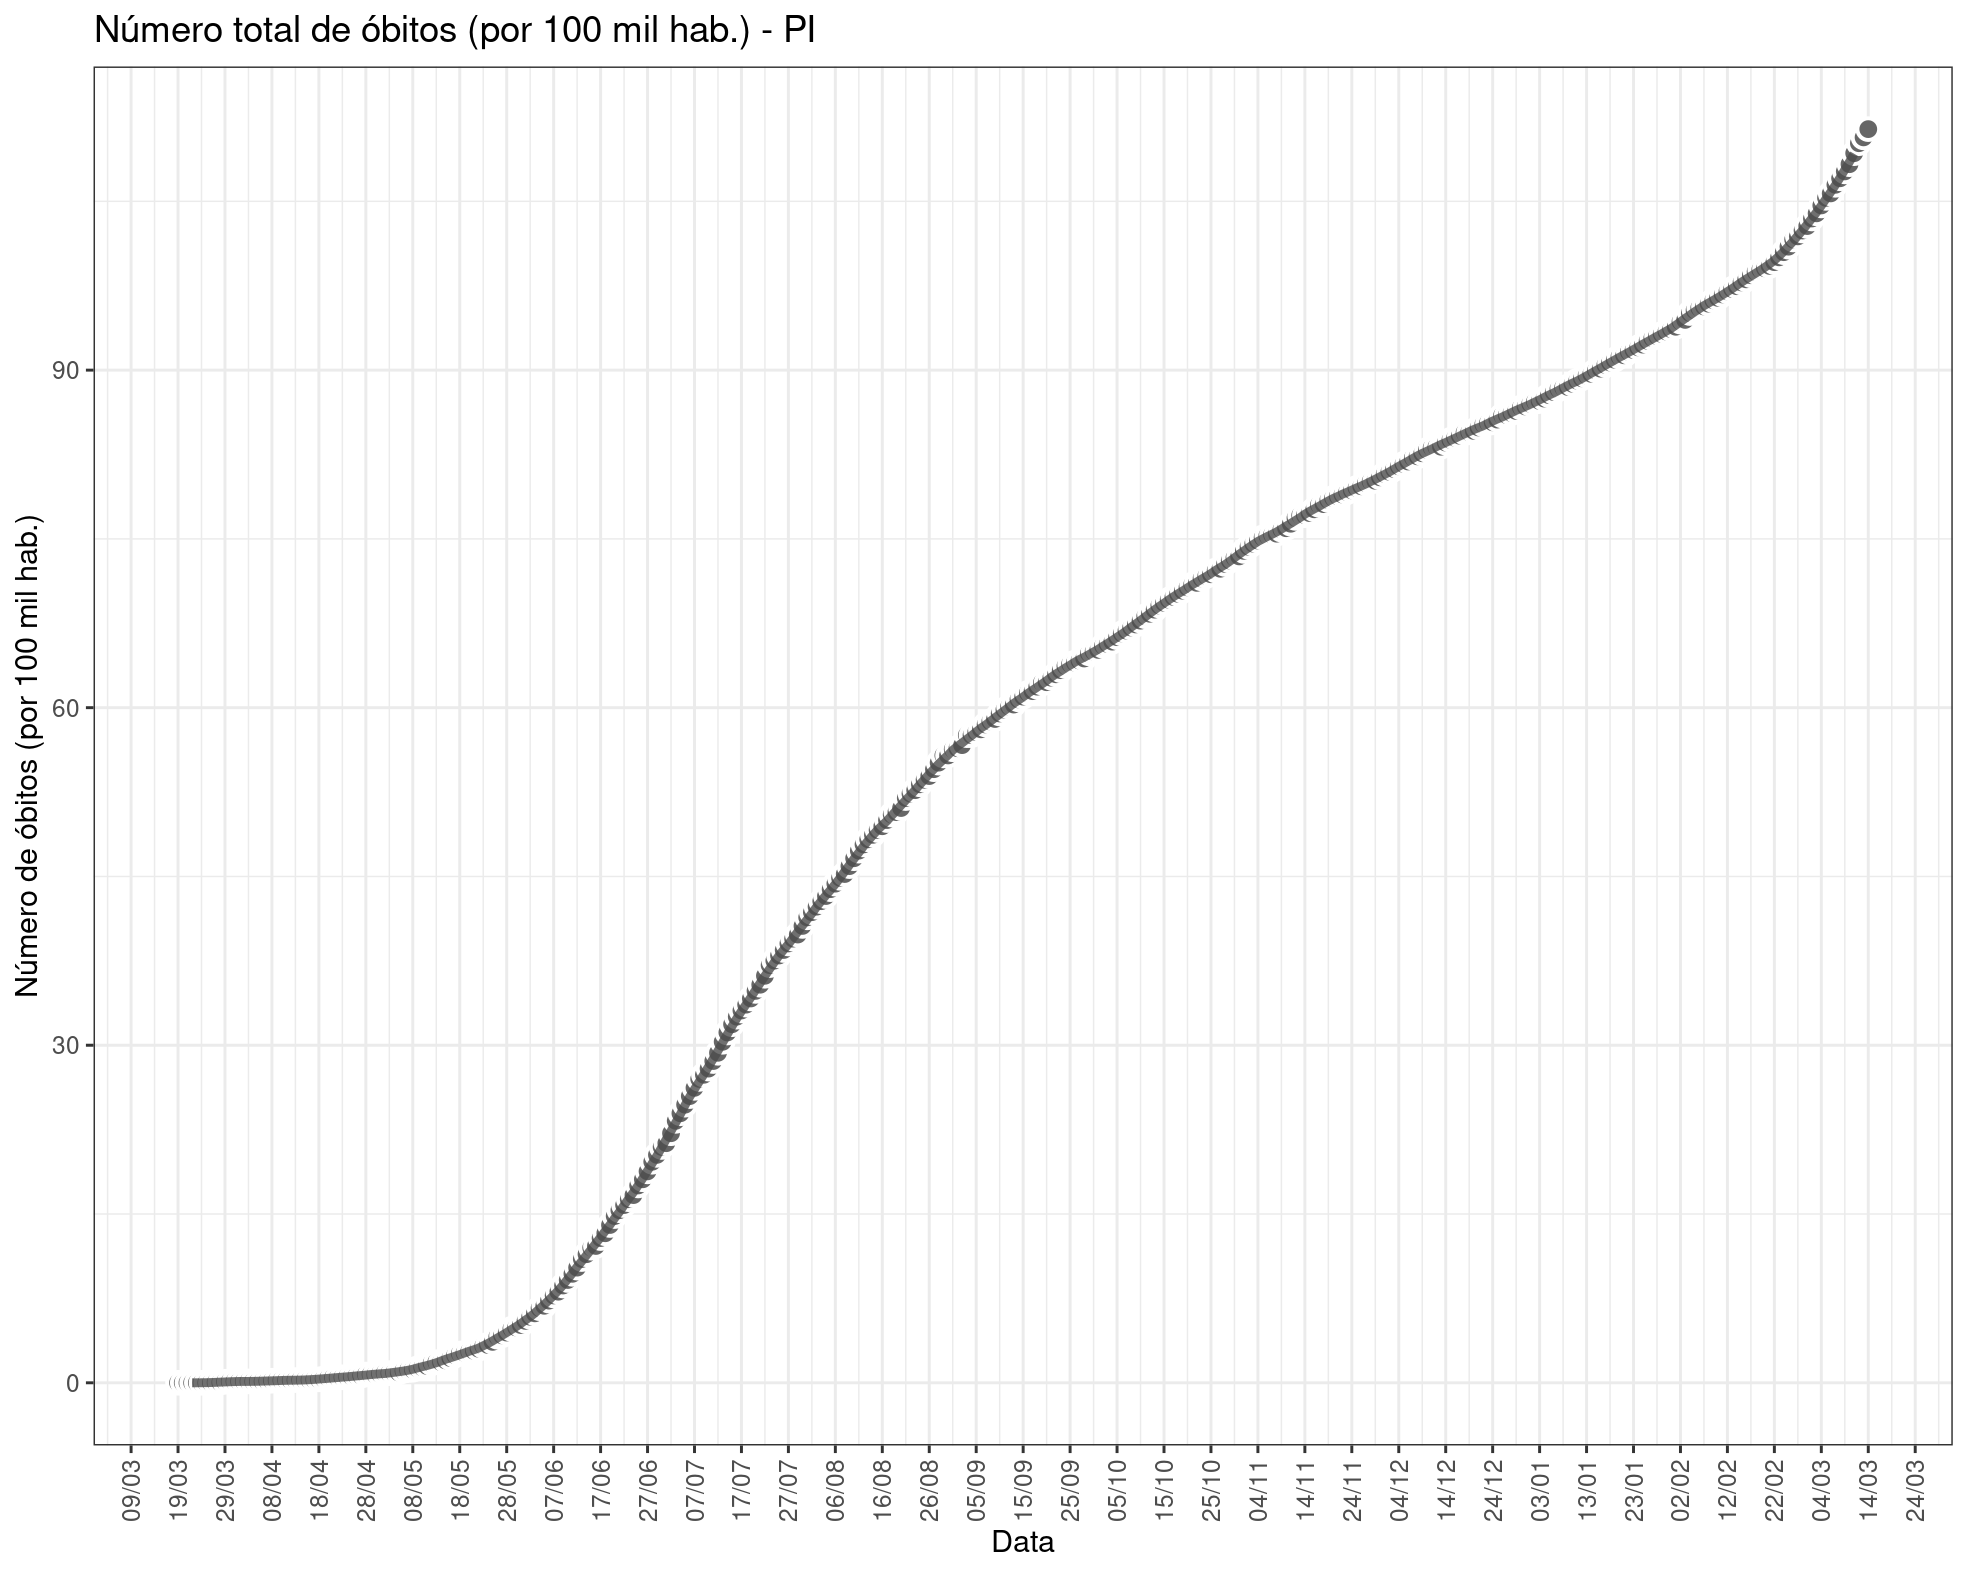 Número total de óbitos (por 100 mil hab.) - PI
Número de óbitos (por 100 mil hab.)
90
60
30
0
09/03 19/03 29/03 08/04 18/04 28/04 08/05 18/05 28/05 07/06 17/06 27/06 07/07 17/07 27/07 06/08 16/08 26/08 05/09 15/09 25/09 05/10 15/10 25/10 04/11 14/11 24/11 04/12 14/12 24/12 03/01 13/01 23/01 02/02 12/02 22/02 04/03 14/03 24/03
Data